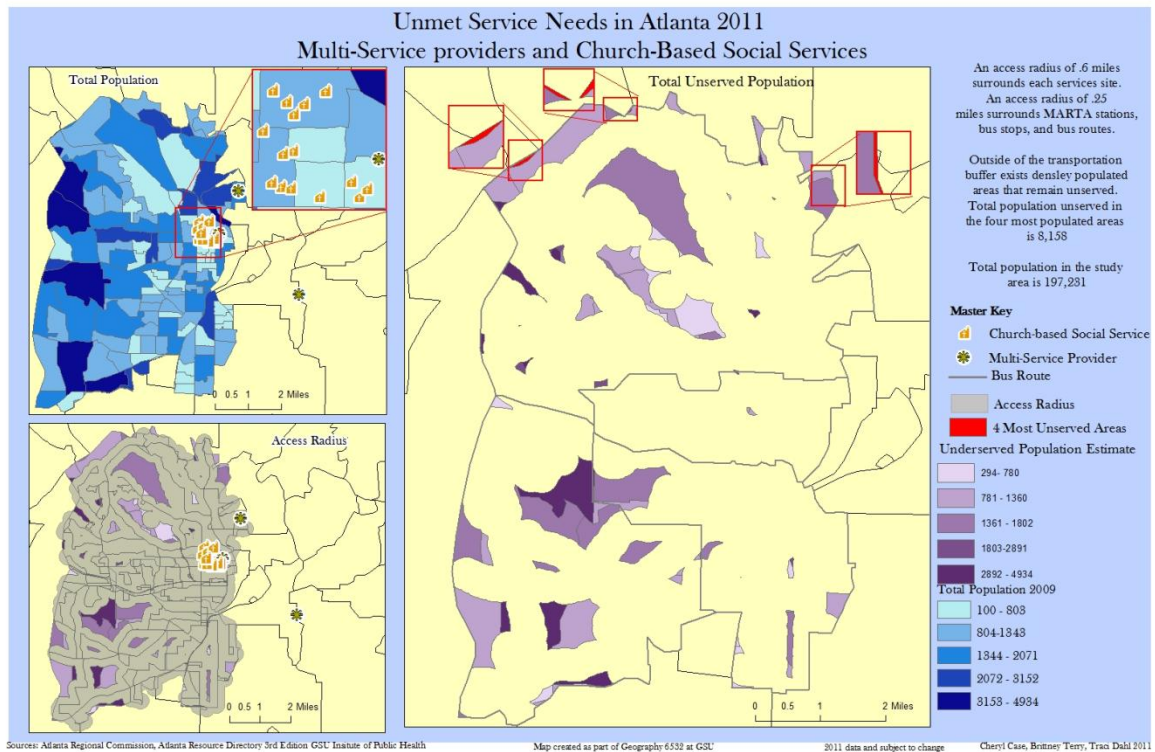 Unmet Service Needs in Atlanta 2011
Multi-Service providers and Church-Based Social Services
Total Population
0 0.5 1 2 Miles
Access Radius
0 0.5 1 2 Miles
Total Unserved Population
0 0.5 1 2 Miles
An access radius of .6 miles
surrounds each services site.
An access radius of .25
miles surrounds MARTA stations,
bus stops, and bus routes.
Outside of the transportation
buffer exists densley populated
areas that remain unserved.
Total population unserved in
the four most populated areas
is 8,158
Total population in the study
area is 197,231
Master Key
Church-based Social Service
Multi-Service Provider
Bus Route
Access Radius
4 Most Unserved Areas
Underserved Population Estimate
294- 780
781 - 1360
1361 - 1802
1803-2891
2892 - 4934
Total Population 2009
100 - 803
804-1343
1344 - 2071
2072 - 3152
3153 - 4934
Sources: Atlanta Regional Commission, Atlanta Resource Directory 3rd Edition GSU Insitute of Public Health
Map created as part of Geography 6532 at GSU
2011 data and subject to change
Cheryl Case, Britney Terry, Traci Dahl 2011